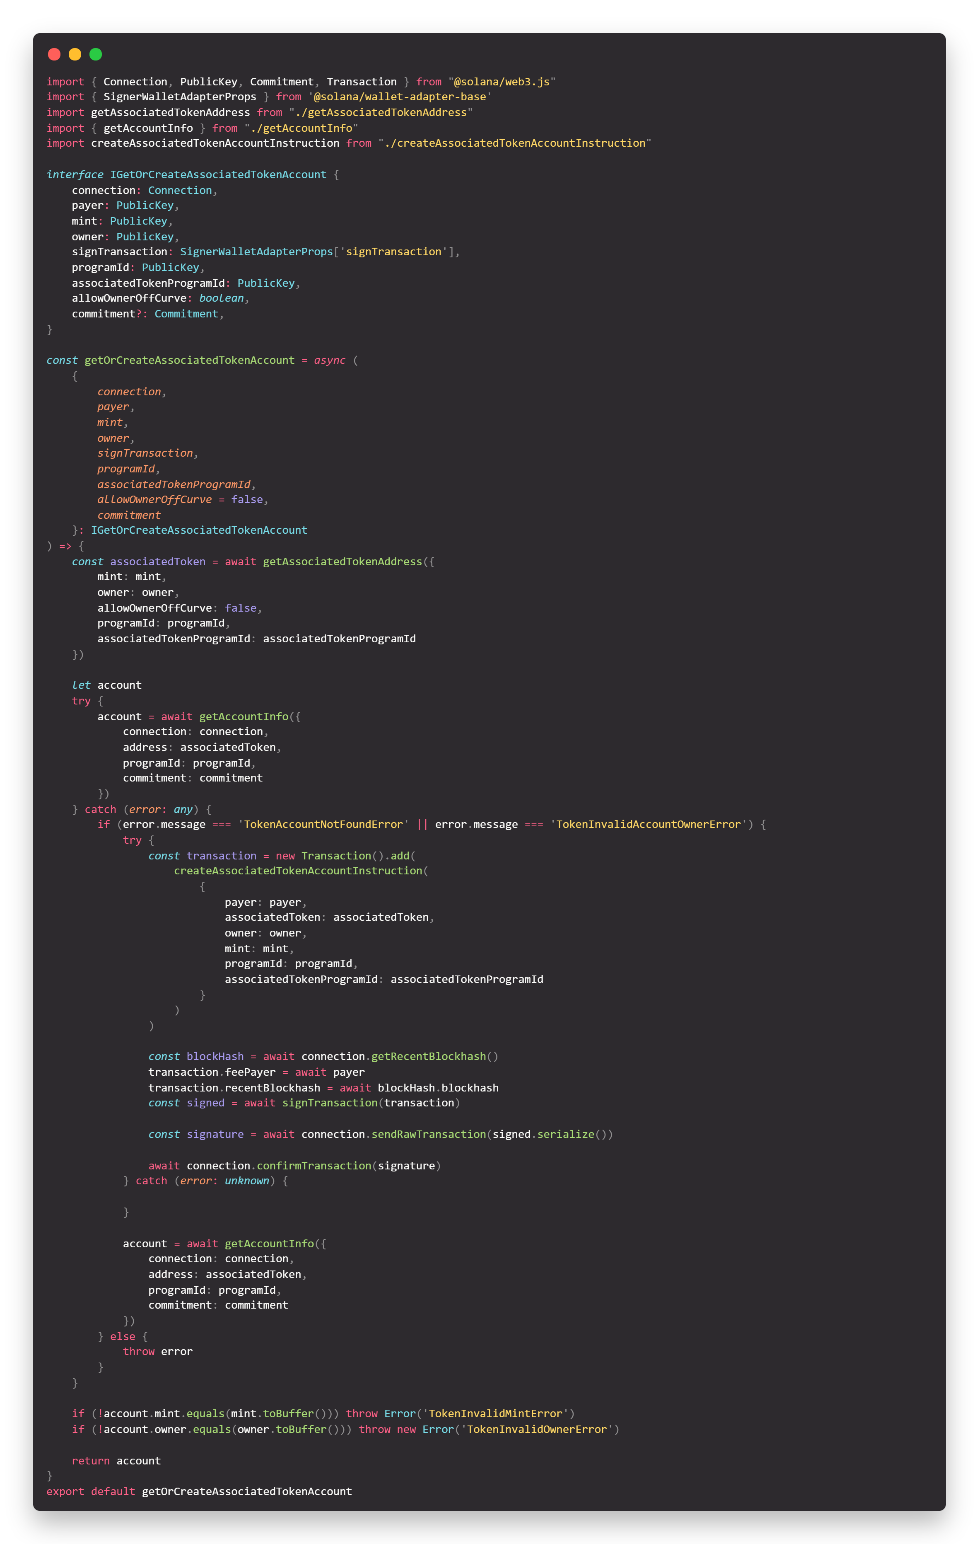 import { Connection, PublicKey, Commitment, Transaction } from "@solana/web3.js"
import { SignerWalletAdapterProps } from '@solana/wallet-adapter-base'
import getAssociatedTokenAddress from "./getAssociatedTokenAddress"
import { getAccountInfo } from "./getAccountInfo"
import createAssociatedTokenAccountInstruction from "./createAssociatedTokenAccountInstruction"

interface IGetOrCreateAssociatedTokenAccount {
    connection: Connection,
    payer: PublicKey,
    mint: PublicKey,
    owner: PublicKey,
    signTransaction: SignerWalletAdapterProps['signTransaction'],
    programId: PublicKey,
    associatedTokenProgramId: PublicKey,
    allowOwnerOffCurve: boolean,
    commitment?: Commitment,
}

const getOrCreateAssociatedTokenAccount = async (
    {
        connection,
        payer,
        mint,
        owner,
        signTransaction,
        programId,
        associatedTokenProgramId,
        allowOwnerOffCurve = false,
        commitment
    }: IGetOrCreateAssociatedTokenAccount
) => {
    const associatedToken = await getAssociatedTokenAddress({
        mint: mint,
        owner: owner,
        allowOwnerOffCurve: false,
        programId: programId,
        associatedTokenProgramId: associatedTokenProgramId
    })

    let account
    try {
        account = await getAccountInfo({
            connection: connection,
            address: associatedToken,
            programId: programId,
            commitment: commitment
        })
    } catch (error: any) {
        if (error.message === 'TokenAccountNotFoundError' || error.message === 'TokenInvalidAccountOwnerError') {
            try {
                const transaction = new Transaction().add(
                    createAssociatedTokenAccountInstruction(
                        {
                            payer: payer,
                            associatedToken: associatedToken,
                            owner: owner,
                            mint: mint,
                            programId: programId,
                            associatedTokenProgramId: associatedTokenProgramId
                        }
                    )
                )

                const blockHash = await connection.getRecentBlockhash()
                transaction.feePayer = await payer
                transaction.recentBlockhash = await blockHash.blockhash
                const signed = await signTransaction(transaction)

                const signature = await connection.sendRawTransaction(signed.serialize())

                await connection.confirmTransaction(signature)
            } catch (error: unknown) {

            }

            account = await getAccountInfo({
                connection: connection,
                address: associatedToken,
                programId: programId,
                commitment: commitment
            })
        } else {
            throw error
        }
    }

    if (!account.mint.equals(mint.toBuffer())) throw Error('TokenInvalidMintError')
    if (!account.owner.equals(owner.toBuffer())) throw new Error('TokenInvalidOwnerError')

    return account
}
export default getOrCreateAssociatedTokenAccount